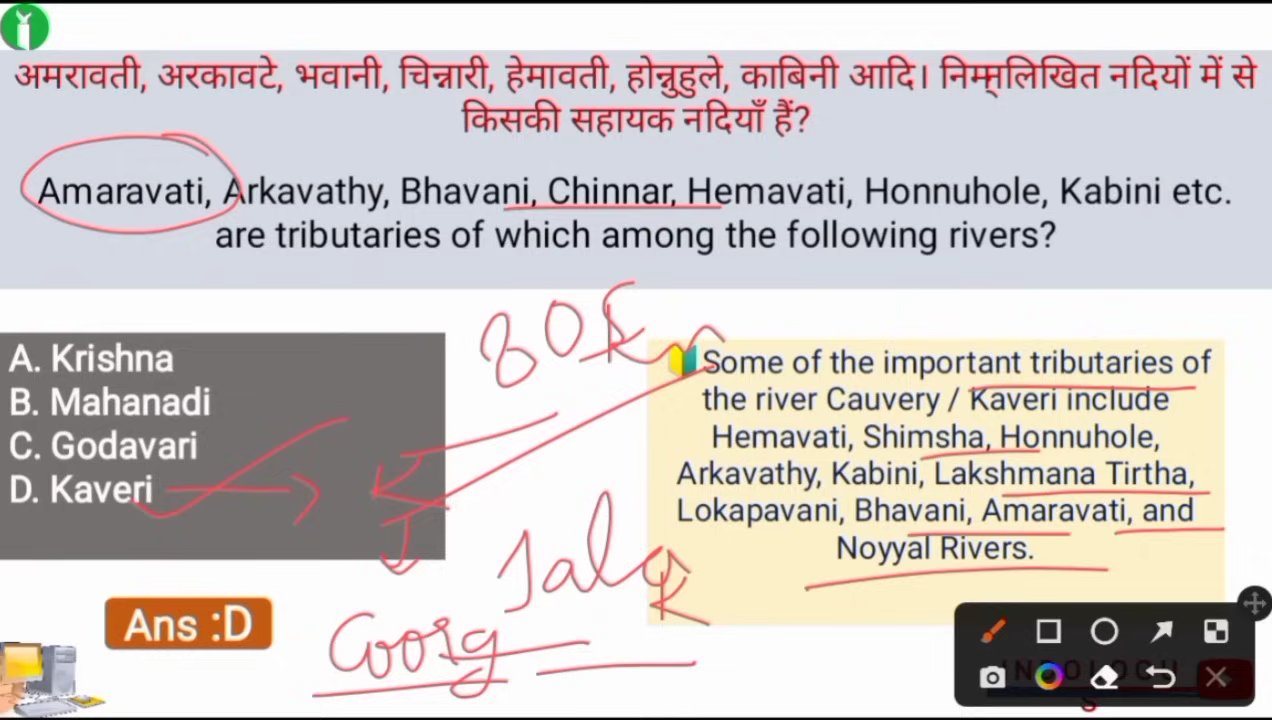 अमरावती, अरकावटे, भवानी, चिन्नारी, हेमावती, होन्नुहुले, काबिनी आदि। निम्नलिखित नदियों में से
किसकी सहायक नदियाँ हैं?
Amaravati, Arkavathy, Bhavani, Chinnar, Hemavati, Honnuhole, Kabini etc.
are tributaries of which among the following rivers?
A. Krishna
B. Mahanadi
C. Godavari
D. Kaveri
Ans :D
Some of the important tributaries of
the river Cauvery / Kaveri include
Hemavati, Shimsha, Honnuhole,
Arkavathy, Kabini, Lakshmana Tirtha,
Lokapavani, Bhavani, Amaravati, and
Noyyal Rivers.
Coorg